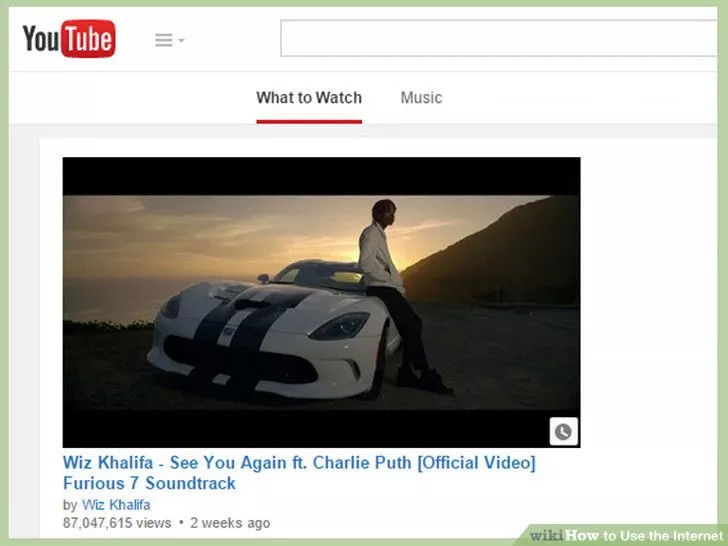 YouTube
What to Watch Music
Wiz Khalifa - See You Again ft. Charlie Puth [Official Video]
Furious 7 Soundtrack
by Wiz Khalifa
87,047,615 views • 2 weeks ago
wikiHow to Use the Internet